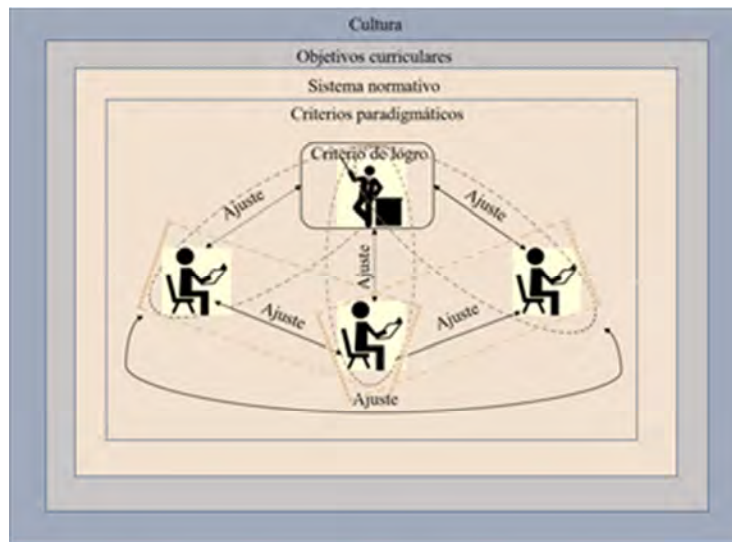 Cultura
Objetivos curriculares
Sistema normativo
Criterios paradigmáticos
Criterio de logro
Ajuste
Ajuste
Ajuste
Ajuste
Ajuste
Ajuste